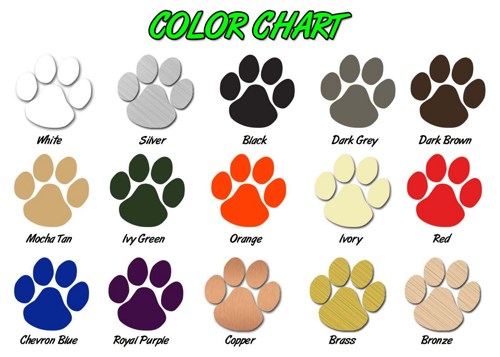 COLOR CHART
White Silver Black Dark Grey Dark Brown
Mocha Tan Ivy Green Orange Ivory Red
Chevron Blue Royal Purple Copper Brass Bronze